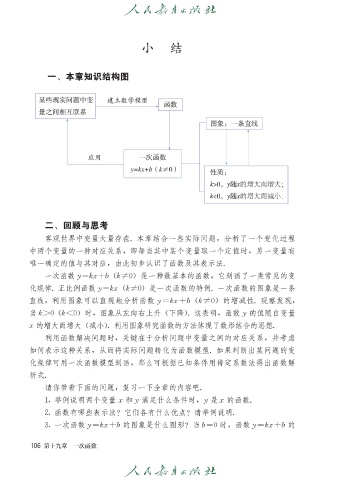 人民教育出版社
小 结
一、本章知识结构图
某些现实问题中变
量之间相互联系
建立数学模型
函数
图象：一条直线
应用
一次函数
y=kx+b（k≠0）
性质：
k>0，y随x的增大而增大；
k<0，y随x的增大而减小.
二、回顾与思考
客观世界中变量大量存在. 本章结合一些实际问题，分析了一个变化过程
中两个变量的一种对应关系，即每当其中某个变量取一个定值时，另一变量有
唯一确定的值与其对应，由此初步认识了函数及其表示法.
一次函数 y=kx+b（k≠0）是一种最基本的函数，它刻画了一类常见的变
化规律. 正比例函数 y=kx（k≠0）是一次函数的特例. 一次函数的图象是一条
直线，利用图象可以直观地分析函数 y=kx+b（k≠0）的增减性. 观察发现，
当 k>0（k<0）时，图象从左向右上升（下降）. 这表明，函数 y 的值随自变量
x 的增大而增大（减小）. 利用图象研究函数的方法体现了数形结合的思想.
利用函数解决问题时，关键在于分析问题中变量之间的对应关系，并考虑
如何表示这种关系，从而将实际问题转化为函数模型. 如果判断出某问题的变
化规律可用一次函数模型刻画，那么可根据已知条件用待定系数法得出函数解
析式.
请你带着下面的问题，复习一下全章的内容吧.
1. 举例说明两个变量 x 和 y 满足什么条件时，y 是 x 的函数.
2. 函数有哪些表示法？它们各有什么优点？请举例说明.
3. 一次函数 y=kx+b 的图象是什么图形？当 b=0 时，函数 y=kx+b 的
106 第十九章 一次函数
人民教育出版社